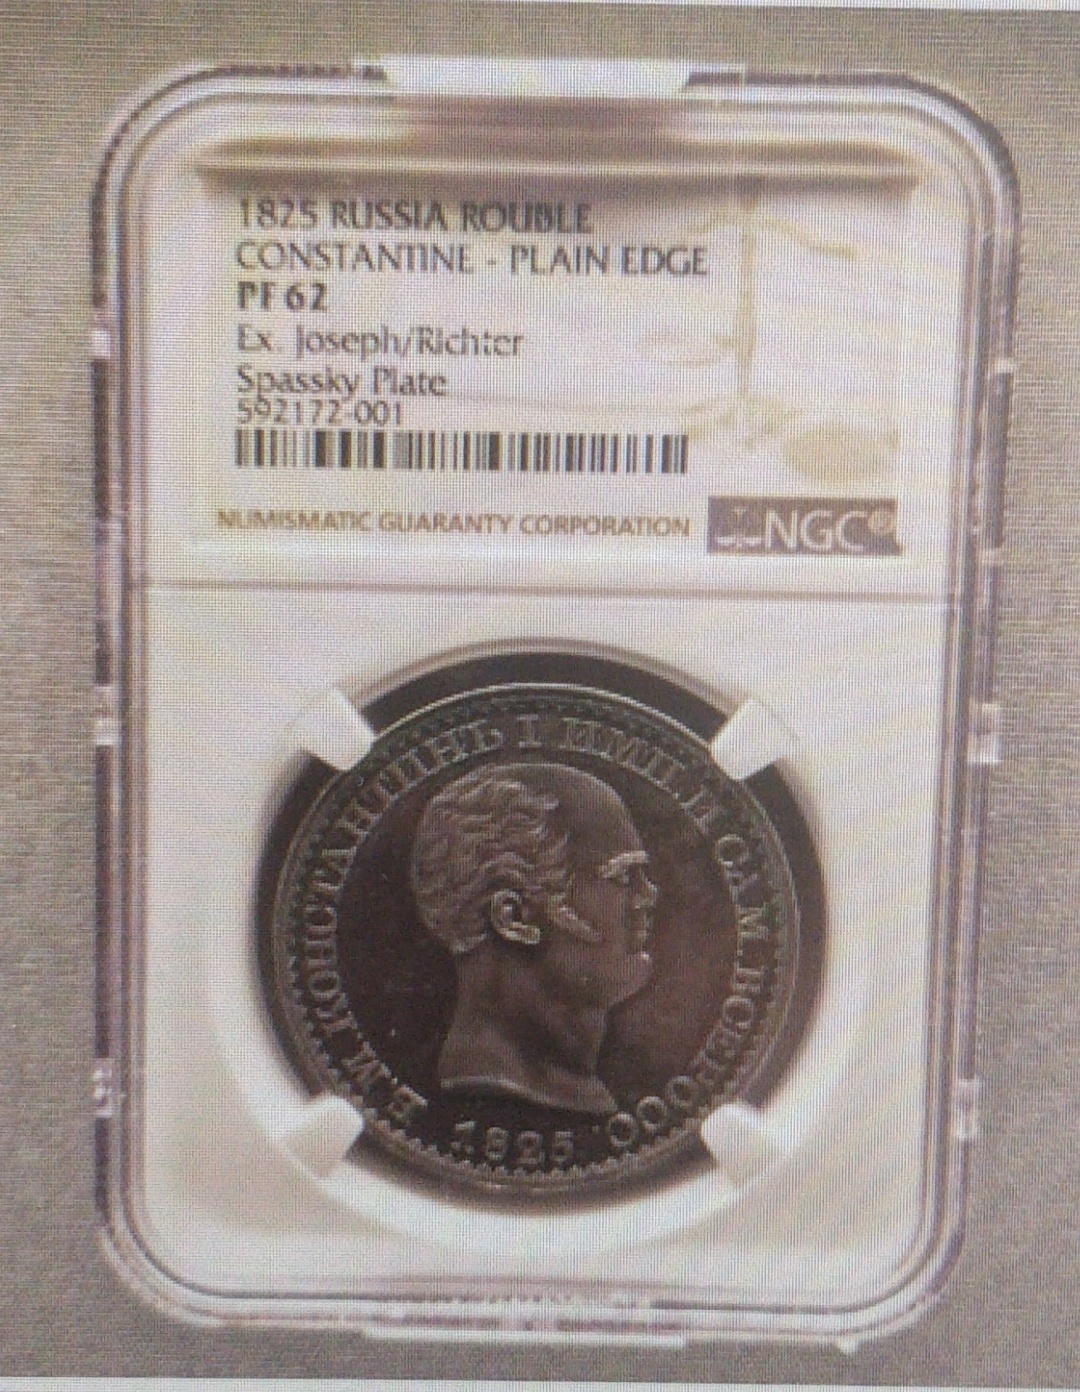 1825 RUSSIA ROUBLE
CONSTANTINE - PLAIN EDGE
PF 62
Ex. Joseph/Richter
Spassky Plate
592172-001
NUMISMATIC GUARANTY CORPORATION
NGC
Б.М.КОНСТАНТИНЪ I ИМП.И САМ.ВСЕРОСС
1825